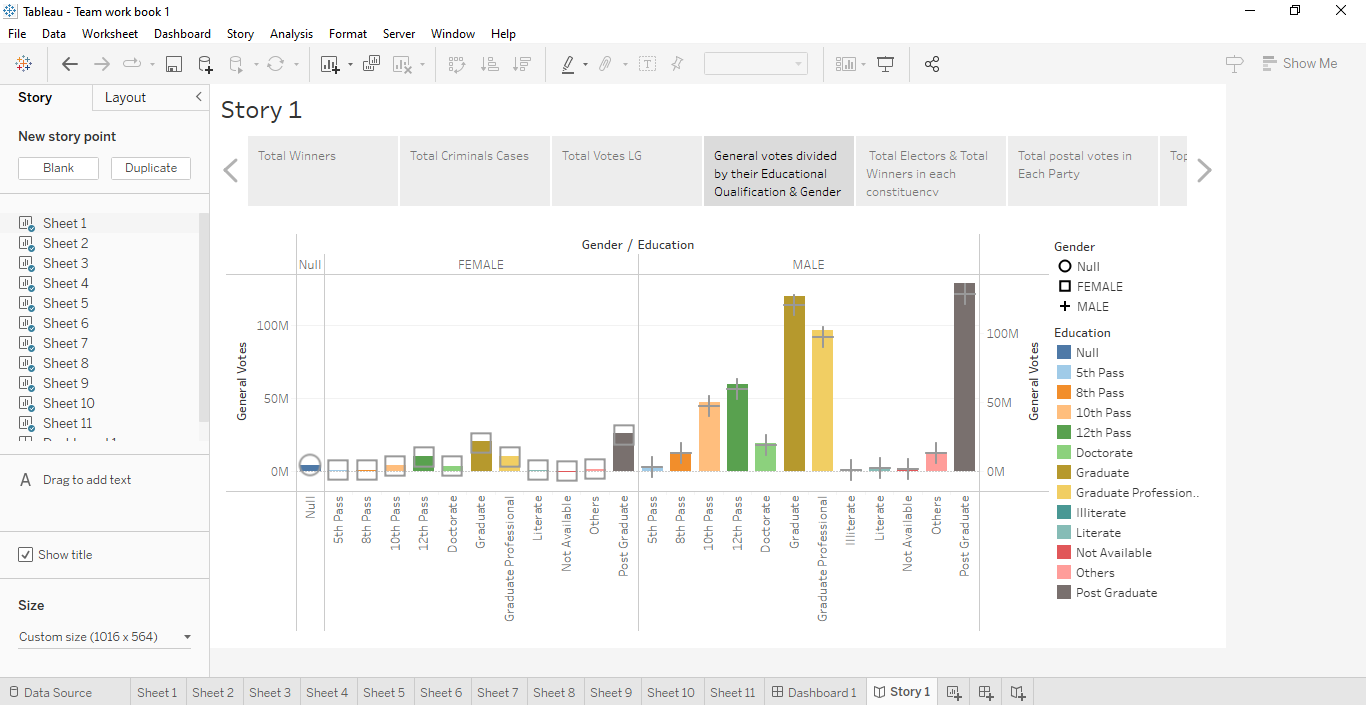 Tableau - Team work book 1
File Data Worksheet Dashboard Story Analysis Format Server Window Help
Show Me
Story Layout
New story point
Blank Duplicate
Sheet 1
Sheet 2
Sheet 3
Sheet 4
Sheet 5
Sheet 6
Sheet 7
Sheet 8
Sheet 9
Sheet 10
Sheet 11
A Drag to add text
Show title
Size
Custom size (1016 x 564)
Story 1
Total Winners
Total Criminals Cases
Total Votes LG
General votes divided
by their Educational
Qualification & Gender
Total Electors & Total
Winners in each
constituency
Total postal votes in
Each Party
Top
Gender / Education
Null FEMALE MALE
General Votes
100M
50M
0M
General Votes
100M
50M
0M
Null
5th Pass
8th Pass
10th Pass
12th Pass
Doctorate
Graduate
Graduate Professional
Literate
Not Available
Others
Post Graduate
5th Pass
8th Pass
10th Pass
12th Pass
Doctorate
Graduate
Graduate Professional
Illiterate
Literate
Not Available
Others
Post Graduate
Gender
Null
FEMALE
MALE
Education
Null
5th Pass
8th Pass
10th Pass
12th Pass
Doctorate
Graduate
Graduate Profession..
Illiterate
Literate
Not Available
Others
Post Graduate
Data Source Sheet 1 Sheet 2 Sheet 3 Sheet 4 Sheet 5 Sheet 6 Sheet 7 Sheet 8 Sheet 9 Sheet 10 Sheet 11 Dashboard 1 Story 1